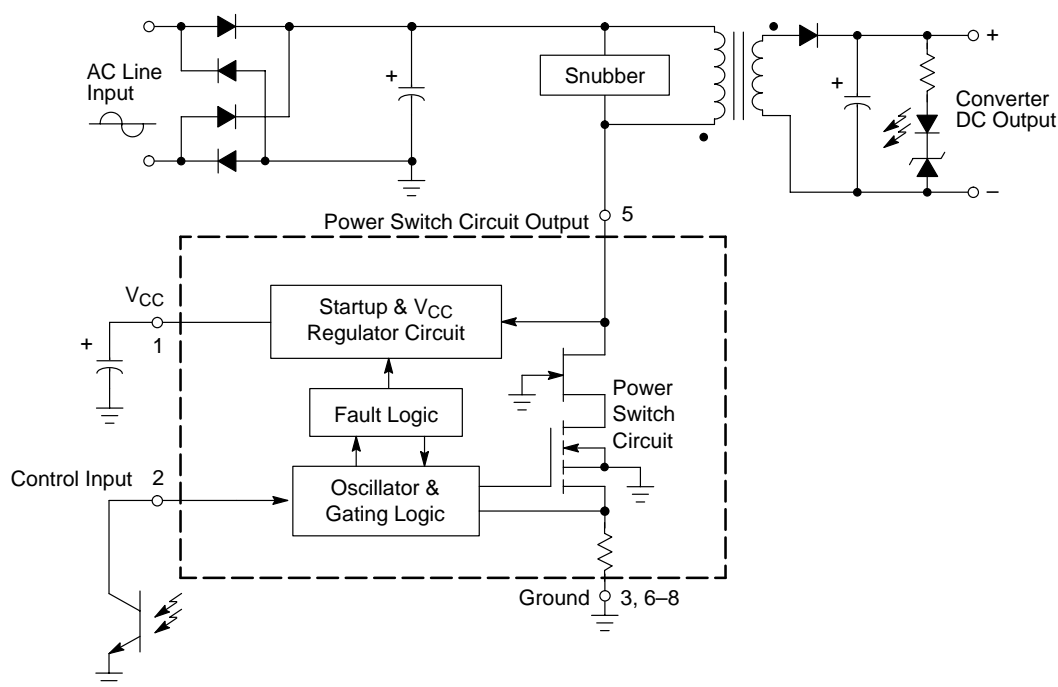 AC Line
Input
+
Snubber
+
+
Converter
DC Output
–
Power Switch Circuit Output
5
VCC
1
+
Startup & VCC
Regulator Circuit
Fault Logic
Power
Switch
Circuit
Control Input
2
Oscillator &
Gating Logic
Ground
3, 6–8